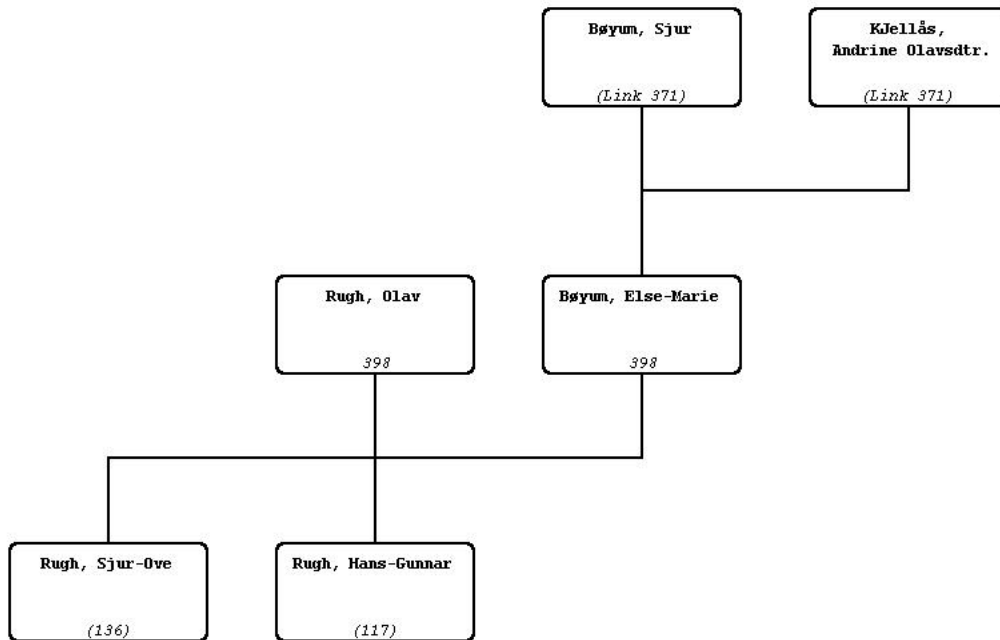 Bøyum, Sjur
(Link 371)
KJellås,
Andrine Olavsdtr.
(Link 371)
Rugh, Olav
398
Bøyum, Else-Marie
398
Rugh, Sjur-Ove
(136)
Rugh, Hans-Gunnar
(117)